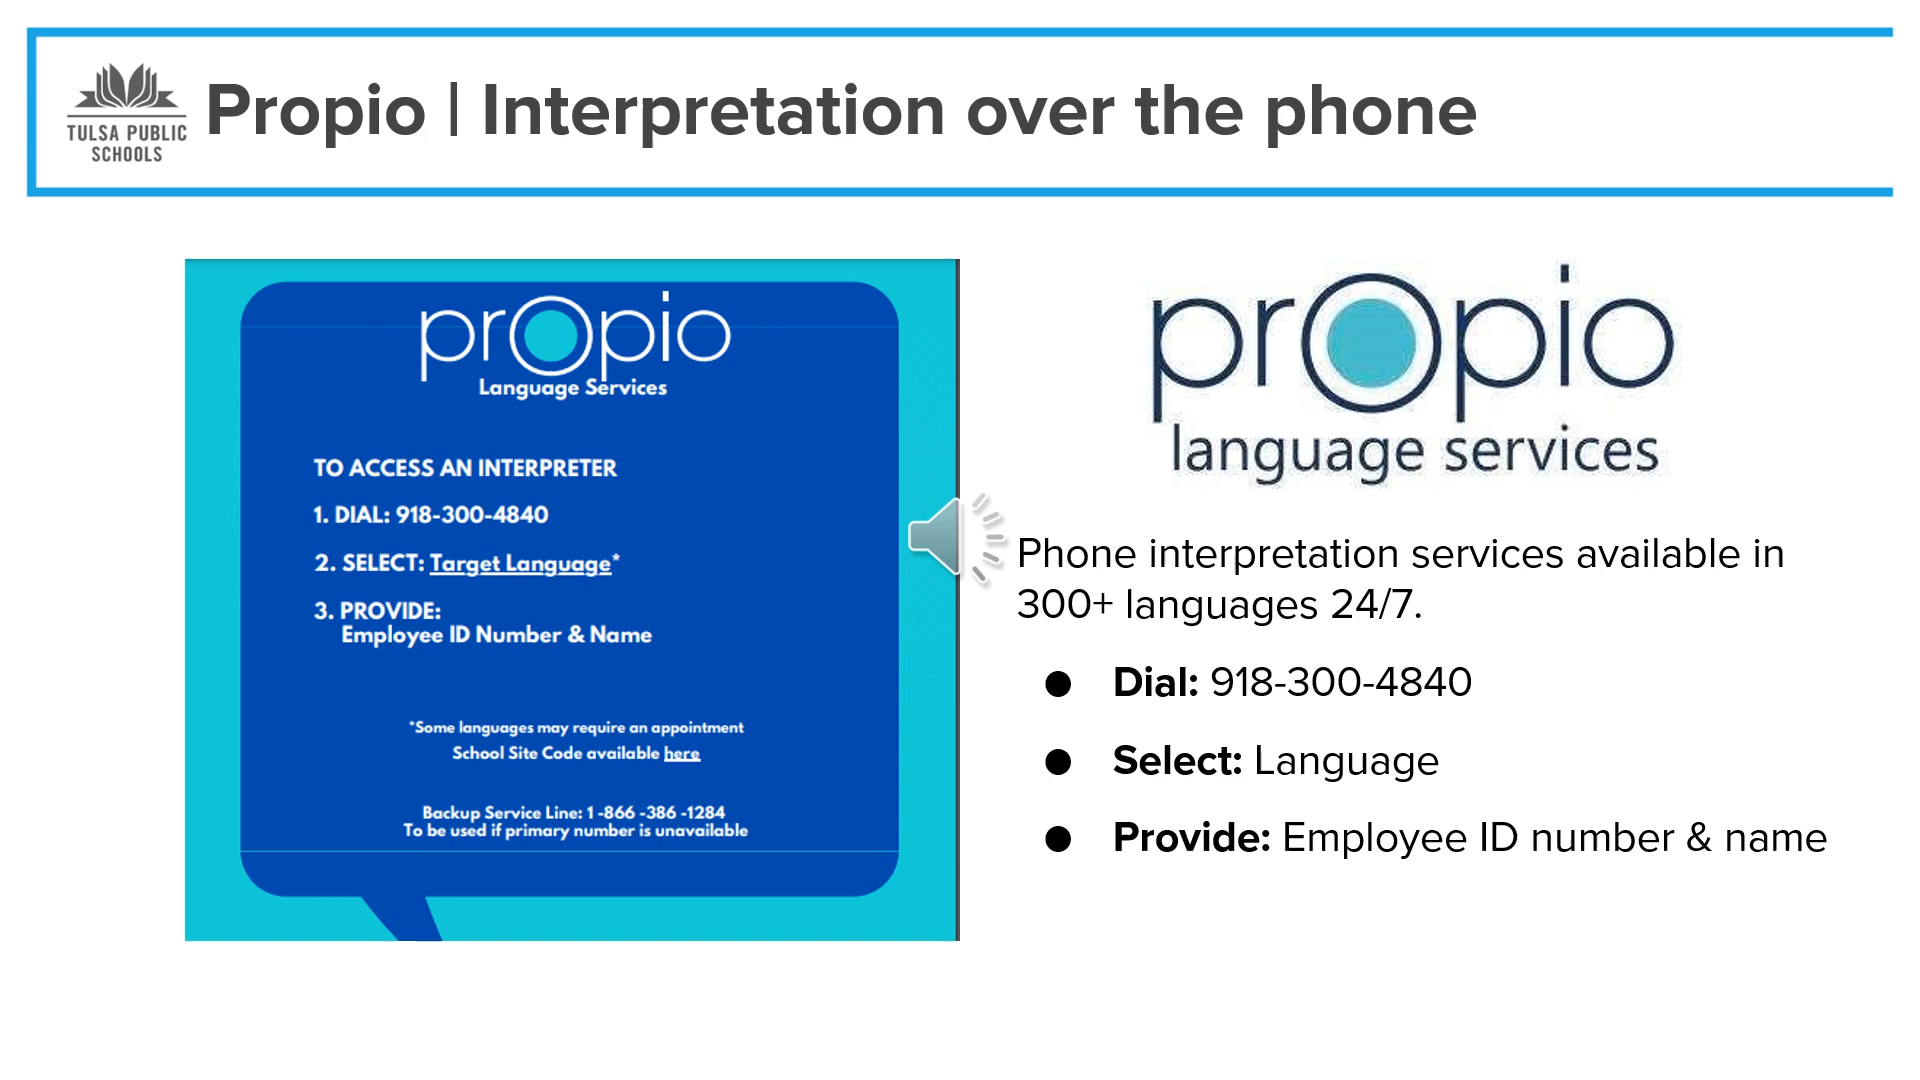 TULSA PUBLIC
SCHOOLS
Propio | Interpretation over the phone
propio
Language Services
TO ACCESS AN INTERPRETER
1. DIAL: 918-300-4840
2. SELECT: Target Language*
3. PROVIDE:
Employee ID Number & Name
*Some languages may require an appointment
School Site Code available here
Backup Service Line: 1 -866 -386 -1284
To be used if primary number is unavailable
propio
language services
Phone interpretation services available in
300+ languages 24/7.
● Dial: 918-300-4840
● Select: Language
● Provide: Employee ID number & name